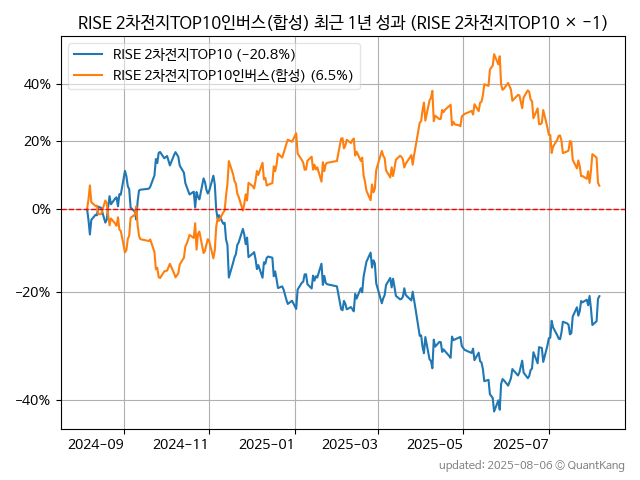 RISE 2차전지TOP10인버스(합성) 최근 1년 성과 (RISE 2차전지TOP10 × −1)
RISE 2차전지TOP10 (−20.8%)
RISE 2차전지TOP10인버스(합성) (6.5%)
40%
20%
0%
−20%
−40%
2024-09 2024-11 2025-01 2025-03 2025-05 2025-07
updated: 2025-08-06 © QuantKang